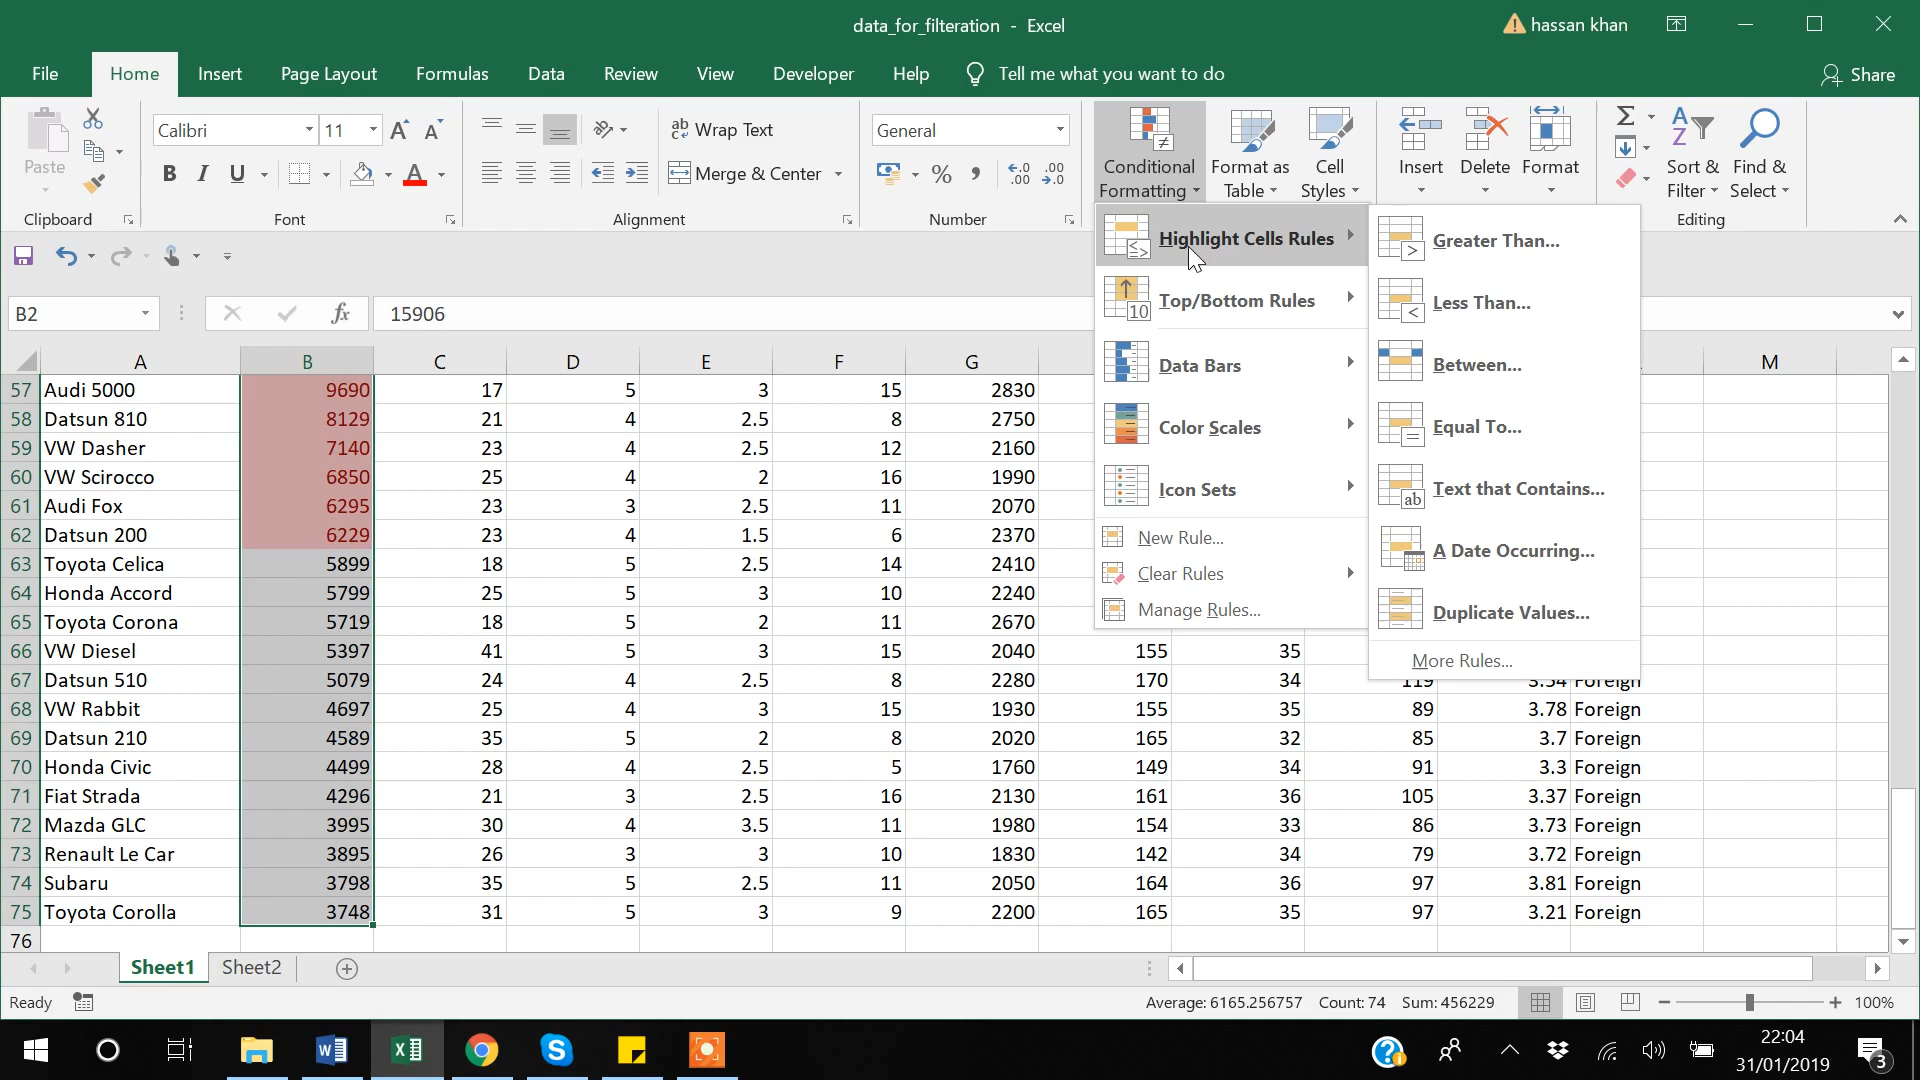 data_for_filteration - Excel
hassan khan
File Home Insert Page Layout Formulas Data Review View Developer Help Tell me what you want to do Share
Paste
Clipboard
Calibri 11
B I U
Font
ab Wrap Text
Merge & Center
Alignment
General
% , .00 .00
Number
Conditional Formatting
Format as Table
Cell Styles
Insert
Delete
Format
Sort & Filter
Find & Select
Editing
Highlight Cells Rules
Top/Bottom Rules
Data Bars
Color Scales
Icon Sets
New Rule...
Clear Rules
Manage Rules...
Greater Than...
Less Than...
Between...
Equal To...
Text that Contains...
A Date Occurring...
Duplicate Values...
More Rules...
B2 fx 15906
A B C D E F G M
57 Audi 5000 9690 17 5 3 15 2830
58 Datsun 810 8129 21 4 2.5 8 2750
59 VW Dasher 7140 23 4 2.5 12 2160
60 VW Scirocco 6850 25 4 2 16 1990
61 Audi Fox 6295 23 3 2.5 11 2070
62 Datsun 200 6229 23 4 1.5 6 2370
63 Toyota Celica 5899 18 5 2.5 14 2410
64 Honda Accord 5799 25 5 3 10 2240
65 Toyota Corona 5719 18 5 2 11 2670
66 VW Diesel 5397 41 5 3 15 2040 155 35
67 Datsun 510 5079 24 4 2.5 8 2280 170 34 119 3.54 Foreign
68 VW Rabbit 4697 25 4 3 15 1930 155 35 89 3.78 Foreign
69 Datsun 210 4589 35 5 2 8 2020 165 32 85 3.7 Foreign
70 Honda Civic 4499 28 4 2.5 5 1760 149 34 91 3.3 Foreign
71 Fiat Strada 4296 21 3 2.5 16 2130 161 36 105 3.37 Foreign
72 Mazda GLC 3995 30 4 3.5 11 1980 154 33 86 3.73 Foreign
73 Renault Le Car 3895 26 3 3 10 1830 142 34 79 3.72 Foreign
74 Subaru 3798 35 5 2.5 11 2050 164 36 97 3.81 Foreign
75 Toyota Corolla 3748 31 5 3 9 2200 165 35 97 3.21 Foreign
76
Sheet1 Sheet2
Ready Average: 6165.256757 Count: 74 Sum: 456229 100%
22:04
31/01/2019
3